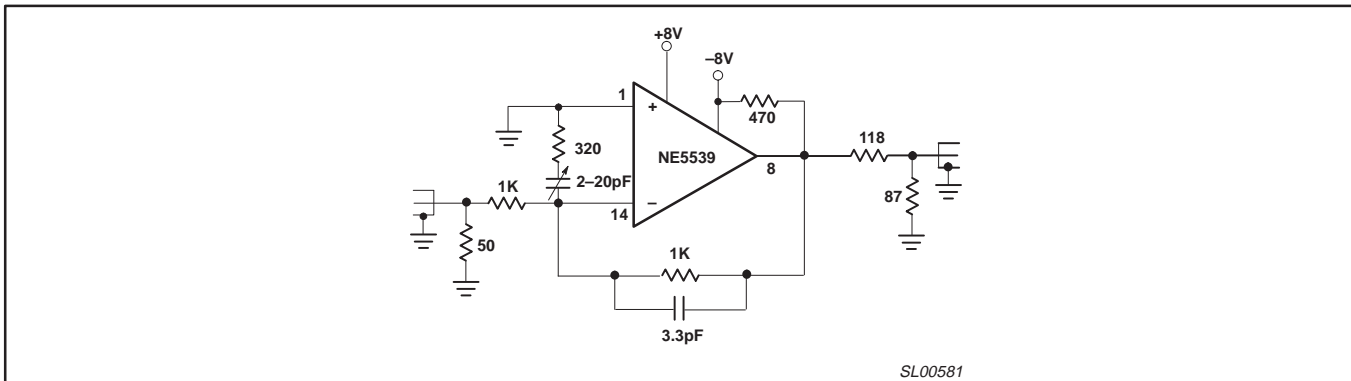 +8V
–8V
1
+
470
118
320
NE5539
8
2–20pF
1K
87
14
–
50
1K
3.3pF
SL00581